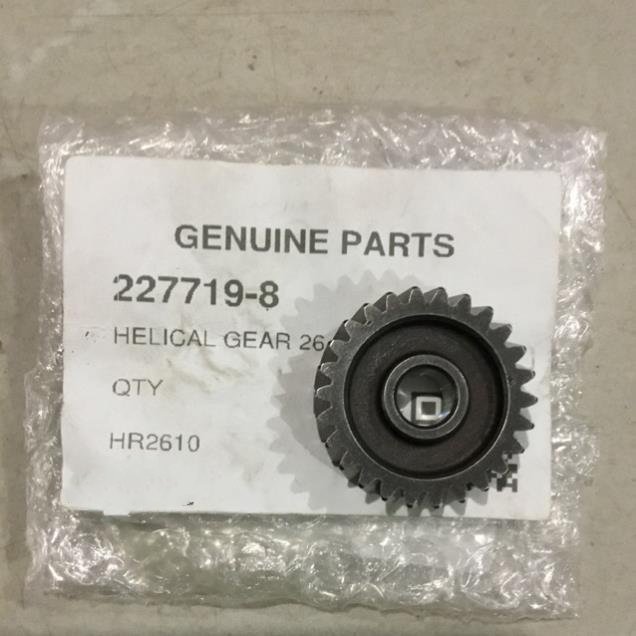 GENUINE PARTS
227719-8
HELICAL GEAR 26
QTY
HR2610